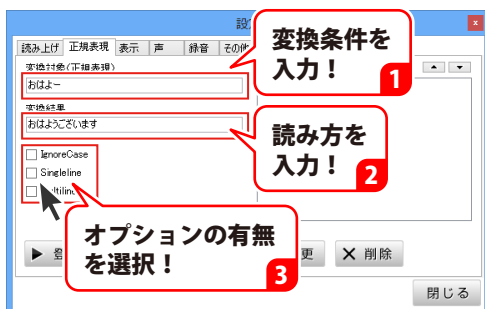 設
x
読み上げ 正規表現 表示 声 録音 その他
変換対象(正規表現)
おはよー
変換条件を
入力！
1
変換結果
おはようございます
読み方を
入力！
2
IgnoreCase
Singleline
オプションの有無
を選択！
3
更
削除
閉じる